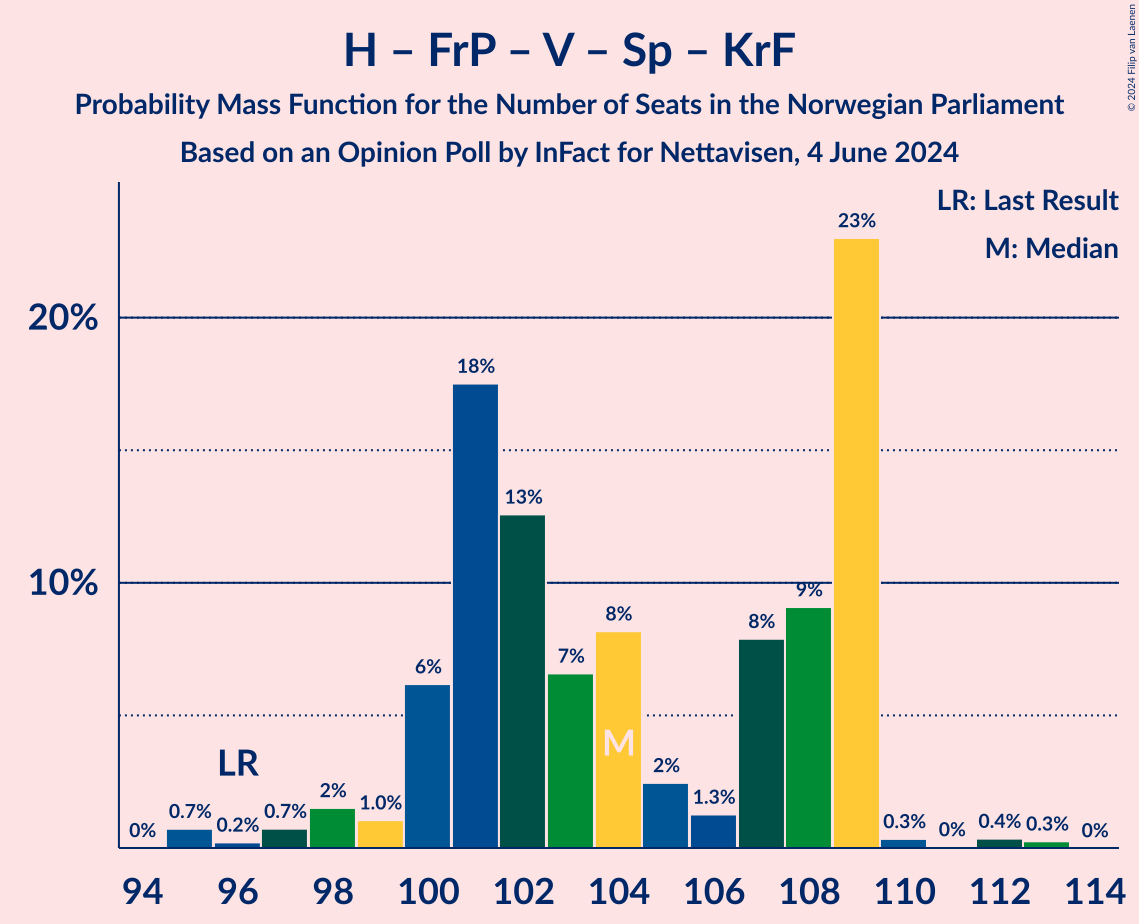 H – FrP – V – Sp – KrF
Probability Mass Function for the Number of Seats in the Norwegian Parliament
Based on an Opinion Poll by InFact for Nettavisen, 4 June 2024
© 2024 Filip van Laenen
LR: Last Result
M: Median
20%
10%
0%
0.7%
0.2%
0.7%
2%
1.0%
6%
18%
13%
7%
8%
2%
1.3%
8%
9%
23%
0.3%
0%
0.4%
0.3%
0%
LR
M
94 96 98 100 102 104 106 108 110 112 114